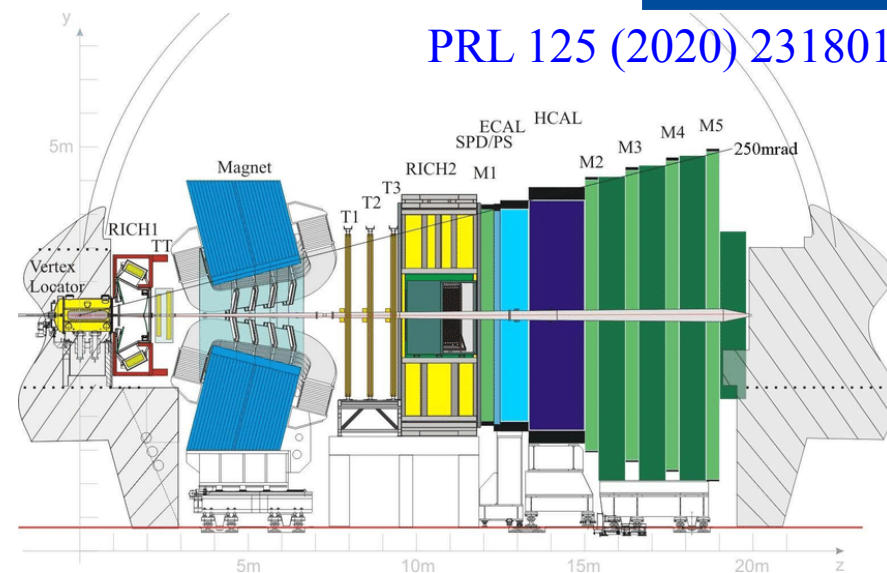 PRL 125 (2020) 231801
y
5m
Magnet
RICH1
TT
Vertex
Locator
T1
T2
T3
RICH2
SPD/PS
M1
ECAL
HCAL
M2
M3
M4
M5
250mrad
5m
10m
15m
20m
z